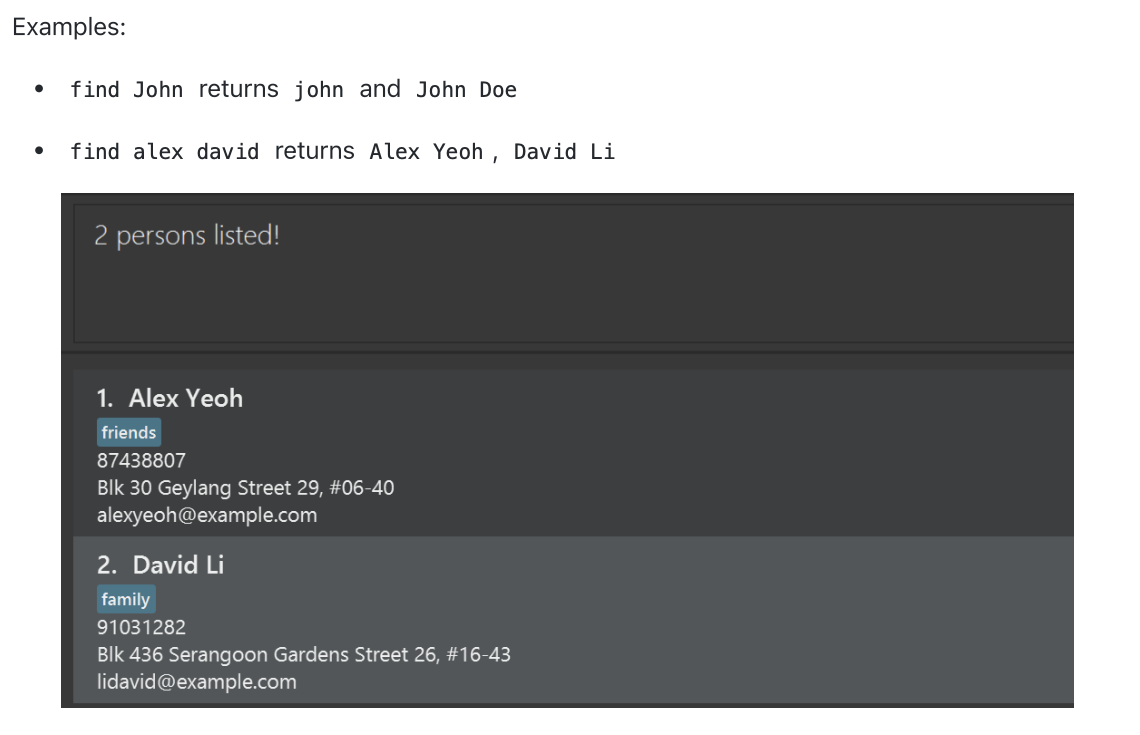 Examples:
find John returns john and John Doe
find alex david returns Alex Yeoh, David Li
2 persons listed!
1. Alex Yeoh
friends
87438807
Blk 30 Geylang Street 29, #06-40
alexyeoh@example.com
2. David Li
family
91031282
Blk 436 Serangoon Gardens Street 26, #16-43
lidavid@example.com